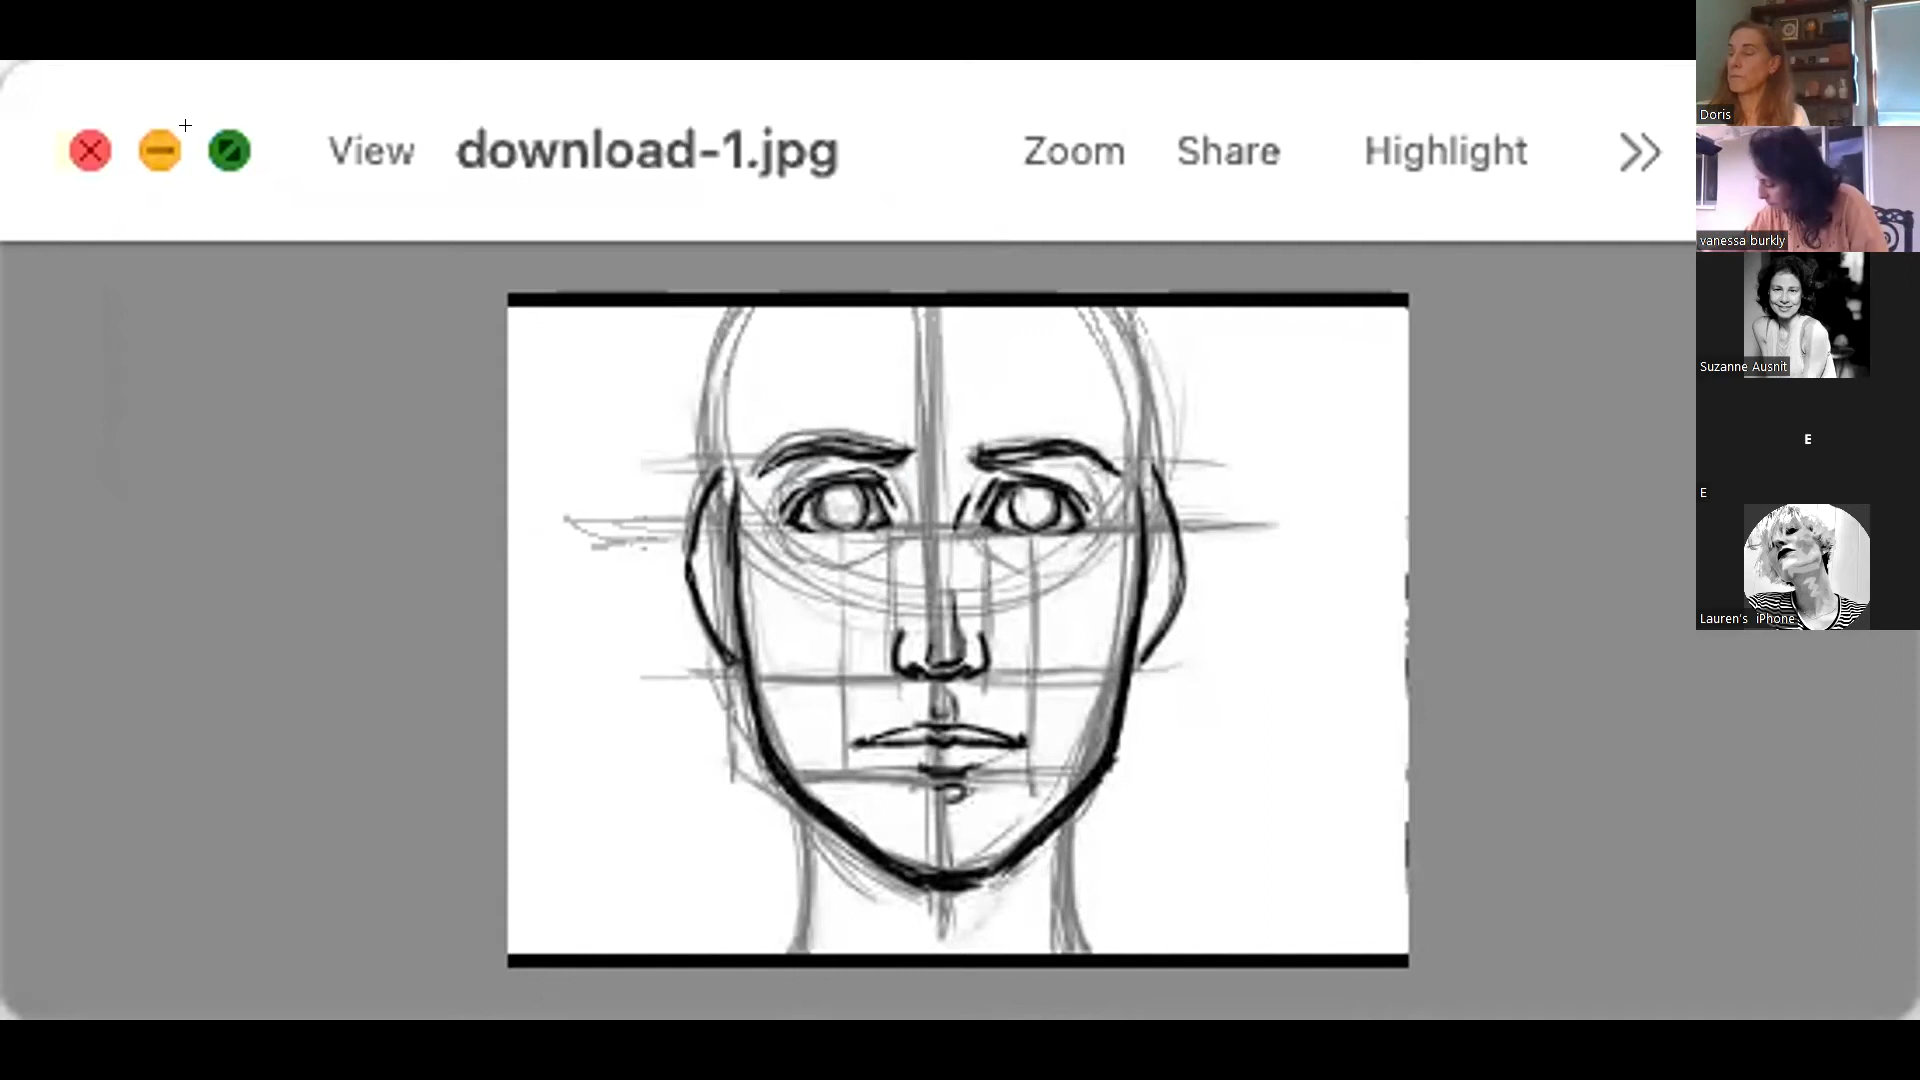 View download-1.jpg Zoom Share Highlight
Doris
vanessa burkly
Suzanne Ausnit
E
E
Lauren's iPhone